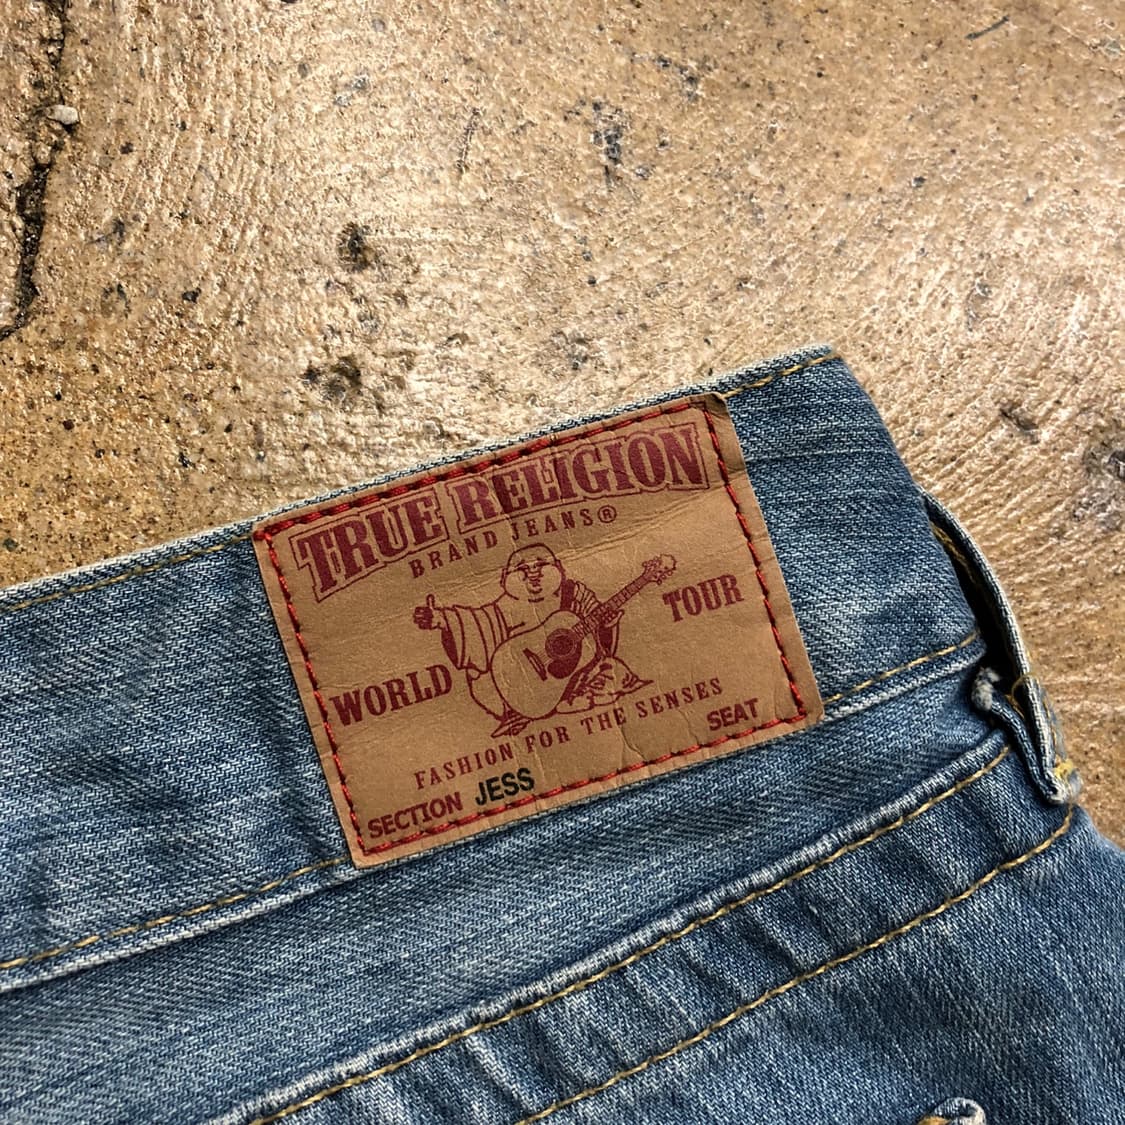 TRUE RELIGION
BRAND JEANS®
WORLD TOUR
FASHION FOR THE SENSES
SECTION JESS SEAT